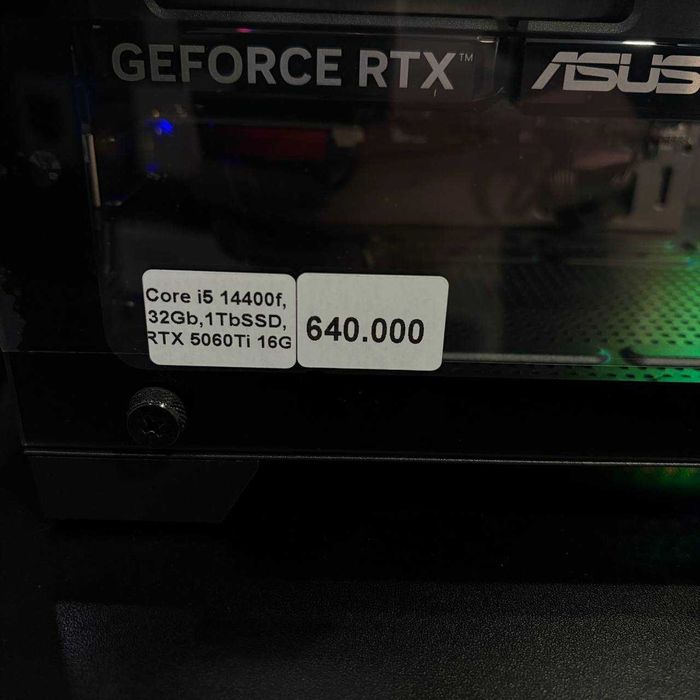 GEFORCE RTX™
ASUS
Core i5 14400f,
32Gb,1TbSSD,
RTX 5060Ti 16G
640.000